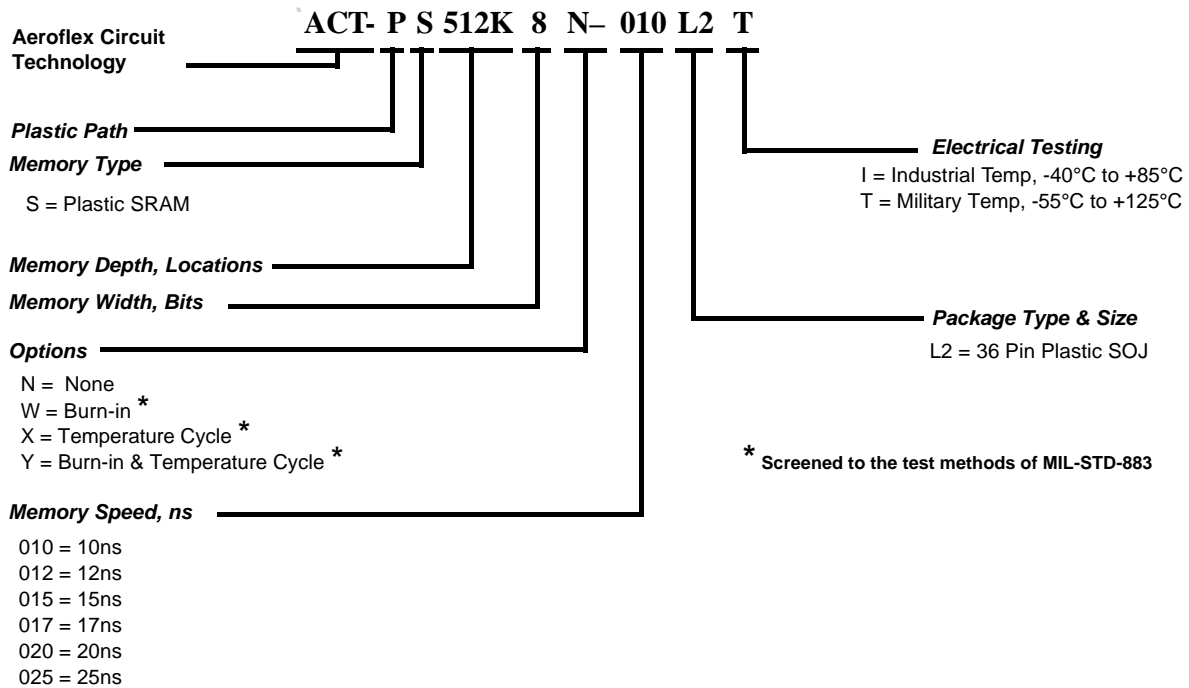 ACT- P S 512K 8 N– 010 L2 T
Aeroflex Circuit
Technology
Plastic Path
Memory Type
S = Plastic SRAM
Memory Depth, Locations
Memory Width, Bits
Options
N = None
W = Burn-in *
X = Temperature Cycle *
Y = Burn-in & Temperature Cycle *
Memory Speed, ns
010 = 10ns
012 = 12ns
015 = 15ns
017 = 17ns
020 = 20ns
025 = 25ns
Electrical Testing
I = Industrial Temp, -40°C to +85°C
T = Military Temp, -55°C to +125°C
Package Type & Size
L2 = 36 Pin Plastic SOJ
* Screened to the test methods of MIL-STD-883